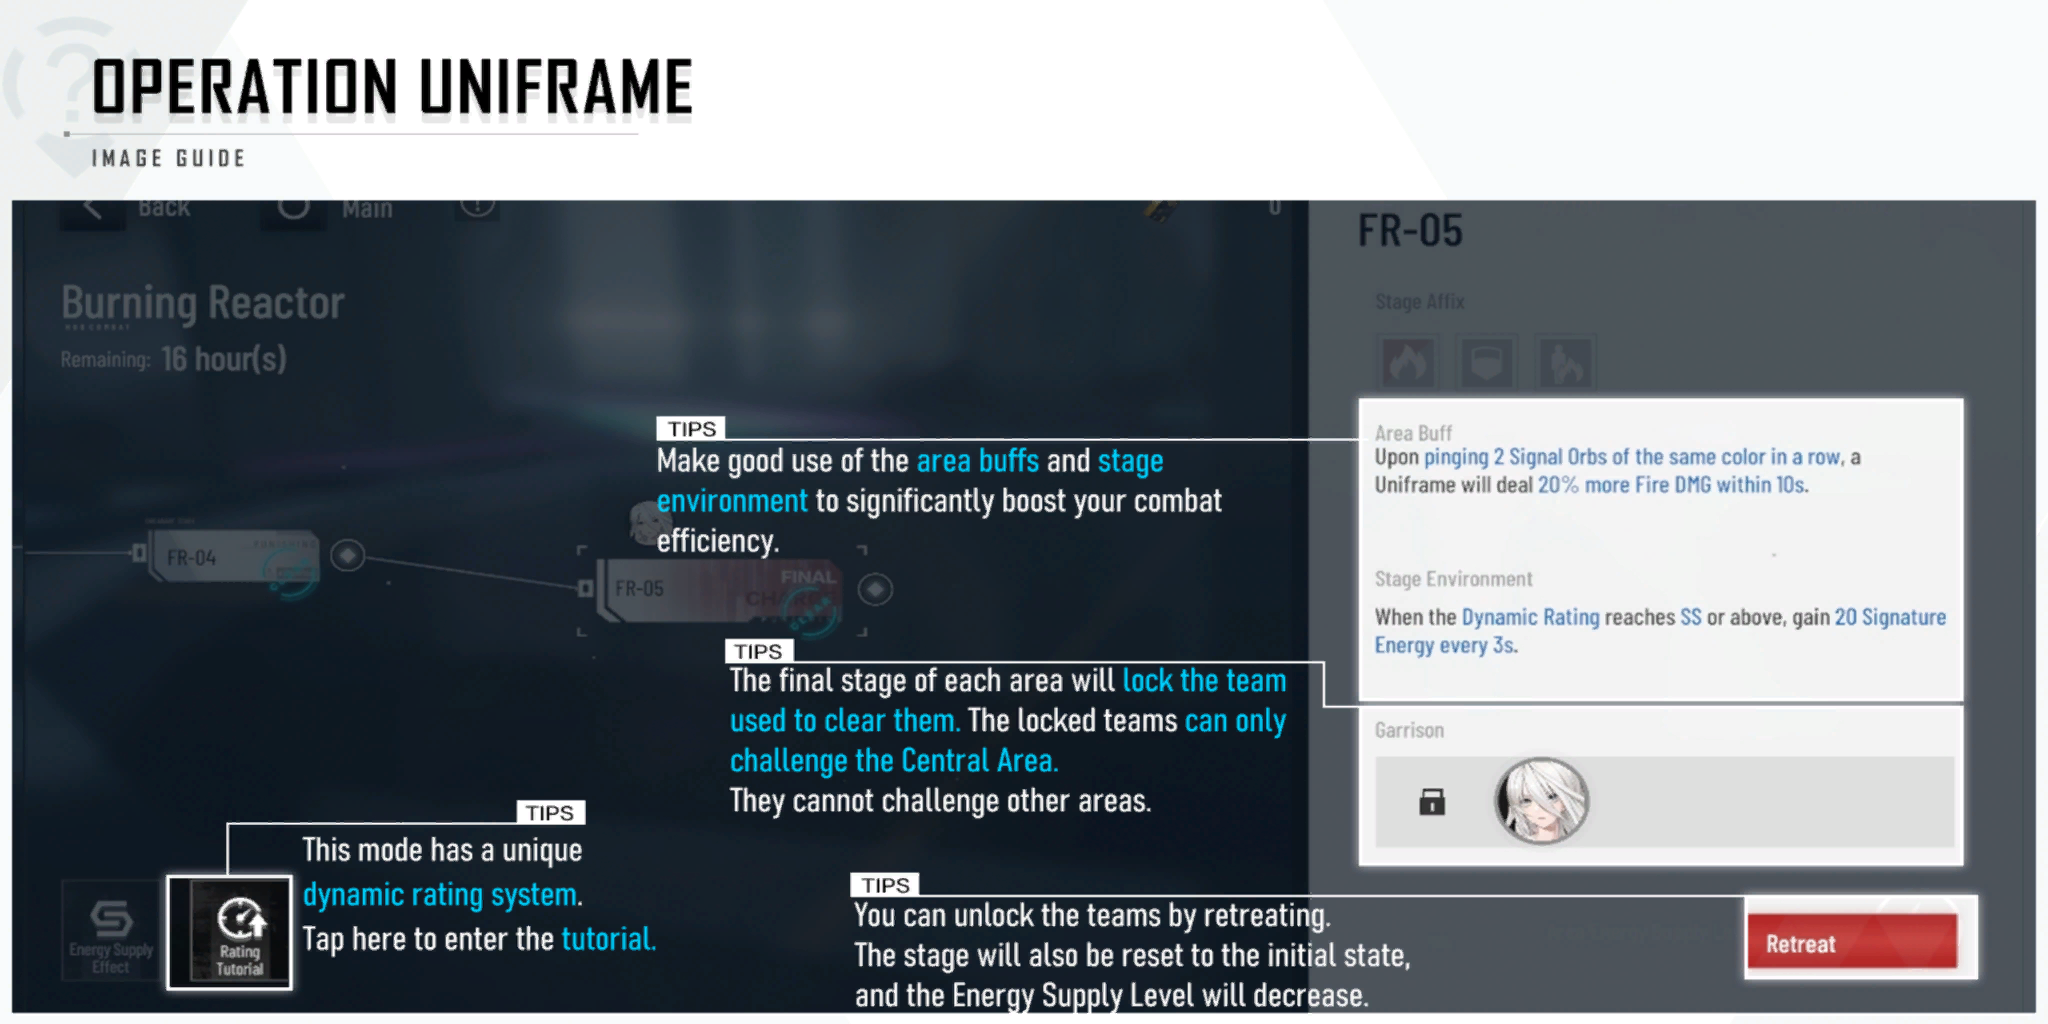 OPERATION UNIFRAME
IMAGE GUIDE
Back
Main
0
Burning Reactor
Remaining: 16 hour(s)
FR-04
FR-05
FINAL
TIPS
Make good use of the area buffs and stage
environment to significantly boost your combat
efficiency.
TIPS
The final stage of each area will lock the team
used to clear them. The locked teams can only
challenge the Central Area.
They cannot challenge other areas.
TIPS
This mode has a unique
dynamic rating system.
Tap here to enter the tutorial.
Energy Supply
Effect
Rating
Tutorial
TIPS
You can unlock the teams by retreating.
The stage will also be reset to the initial state,
and the Energy Supply Level will decrease.
FR-05
Stage Affix
Area Buff
Upon pinging 2 Signal Orbs of the same color in a row, a
Uniframe will deal 20% more Fire DMG within 10s.
Stage Environment
When the Dynamic Rating reaches SS or above, gain 20 Signature
Energy every 3s.
Garrison
Retreat